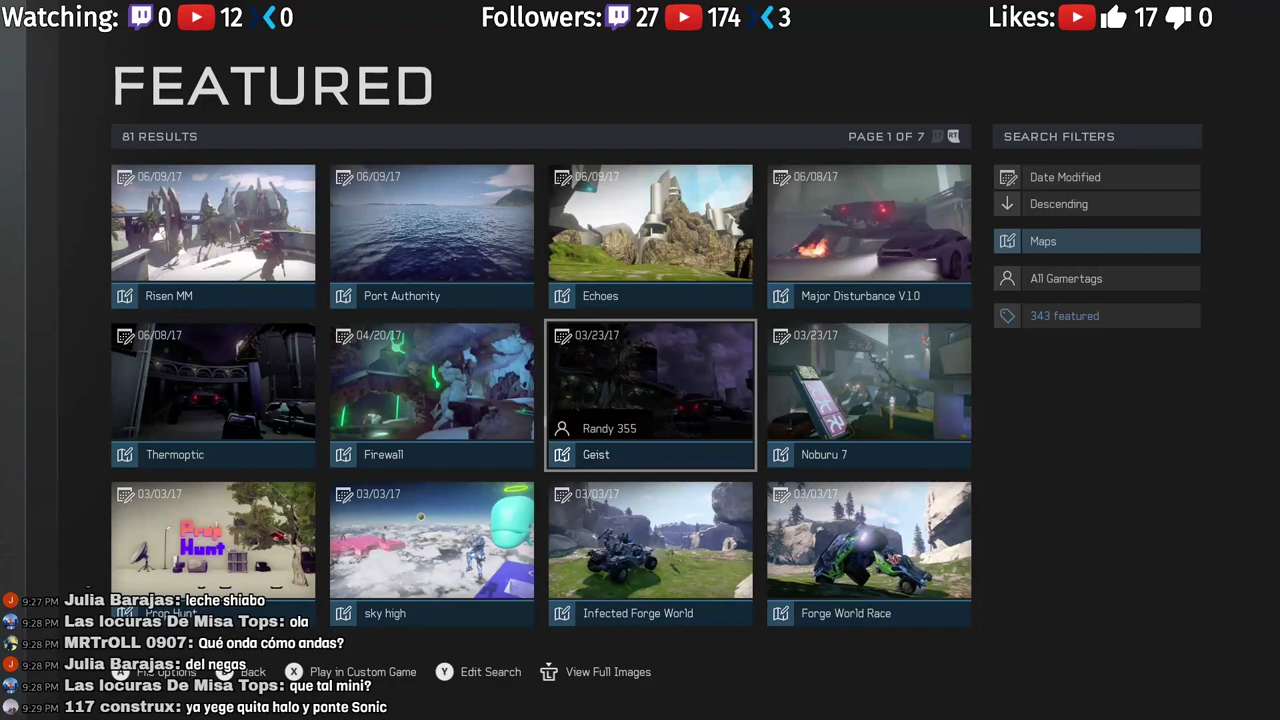 Watching: 0 12 0 Followers: 27 174 3 Likes: 17 0
FEATURED
81 RESULTS PAGE 1 OF 7 RT SEARCH FILTERS
06/09/17 06/09/17 06/09/17 06/08/17
Date Modified
Descending
Maps
All Gamertags
343 featured
Risen MM Port Authority Echoes Major Disturbance V.1.0
06/08/17 04/20/17 03/23/17 03/23/17
Randy 355
Thermoptic Firewall Geist Noburu 7
03/03/17 03/03/17 03/03/17 03/03/17
Prop Hunt
Prop Hunt sky high Infected Forge World Forge World Race
9:27 PM Julia Barajas: leche shiabo
9:28 PM Las locuras De Misa Tops: ola
9:28 PM MRTrOLL 0907: Qué onda cómo andas?
9:28 PM Julia Barajas: del negas
A File Options Back X Play in Custom Game Y Edit Search LT View Full Images
9:28 PM Las locuras De Misa Tops: que tal mini?
9:29 PM 117 construx: ya yege quita halo y ponte Sonic